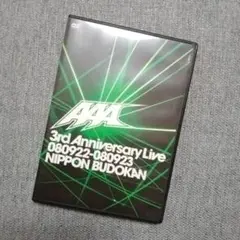 AAA
3rd Anniversary Live
080922-080923
NIPPON BUDOKAN